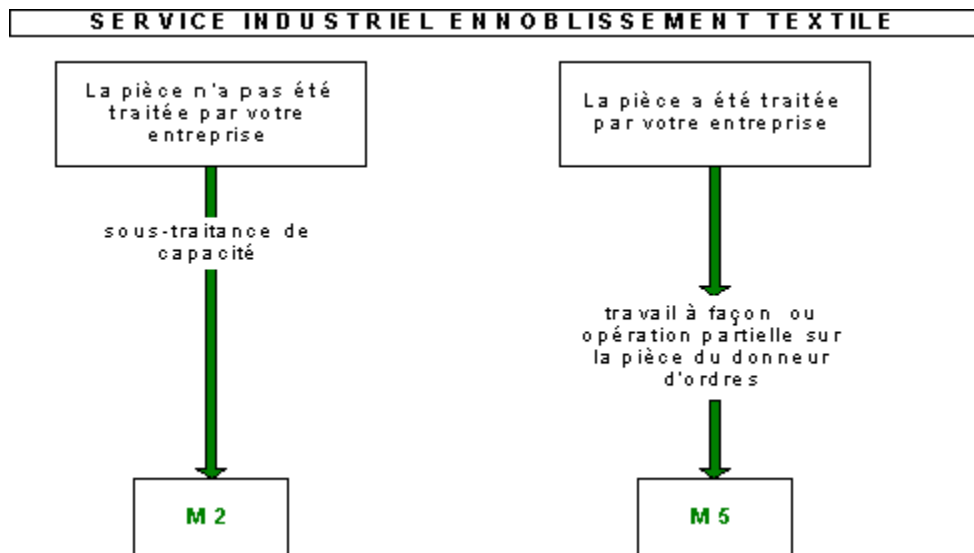 SERVICE INDUSTRIEL ENNOBLISSEMENT TEXTILE
La pièce n'a pas été
traitée par votre
entreprise
La pièce a été traitée
par votre entreprise
sous-traitance de
capacité
travail à façon ou
opération partielle sur
la pièce du donneur
d'ordres
M 2
M 5